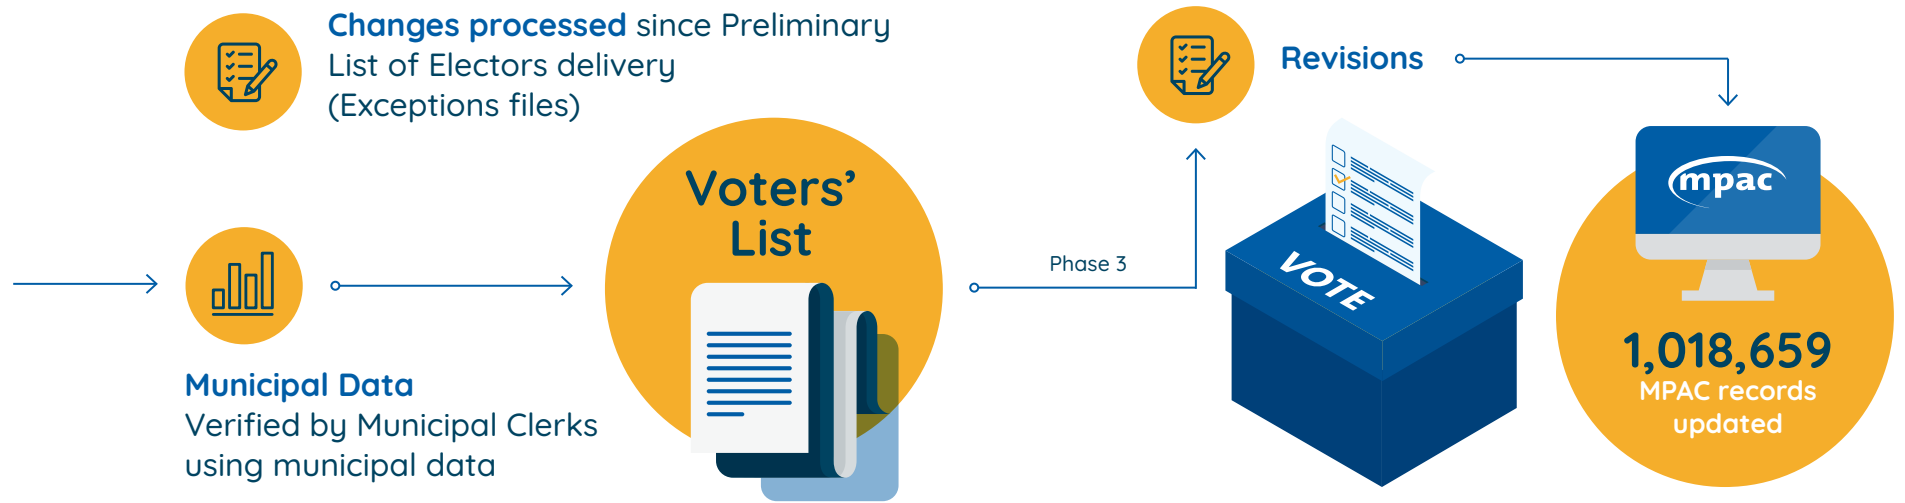 Changes processed since Preliminary
List of Electors delivery
(Exceptions files)
Municipal Data
Verified by Municipal Clerks
using municipal data
Voters’
List
Phase 3
Revisions
VOTE
mpac
1,018,659
MPAC records
updated